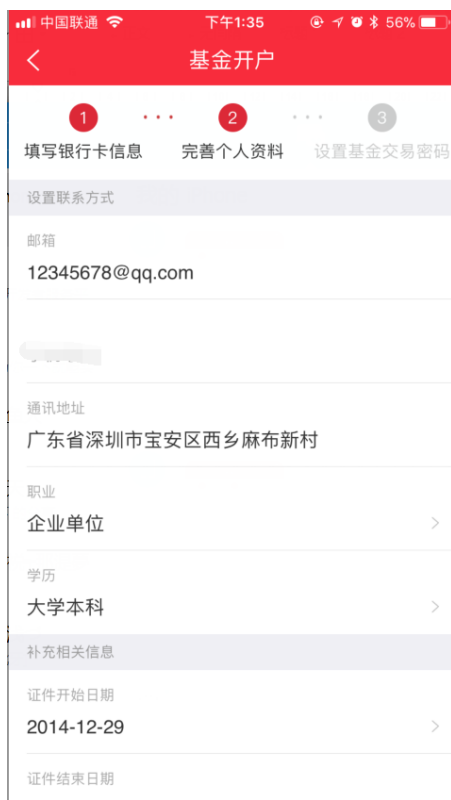 中国联通 下午1:35 56%
基金开户
1 ··· 2 ··· 3
填写银行卡信息 完善个人资料 设置基金交易密码
设置联系方式
邮箱
12345678@qq.com
通讯地址
广东省深圳市宝安区西乡麻布新村
职业
企业单位
学历
大学本科
补充相关信息
证件开始日期
2014-12-29
证件结束日期